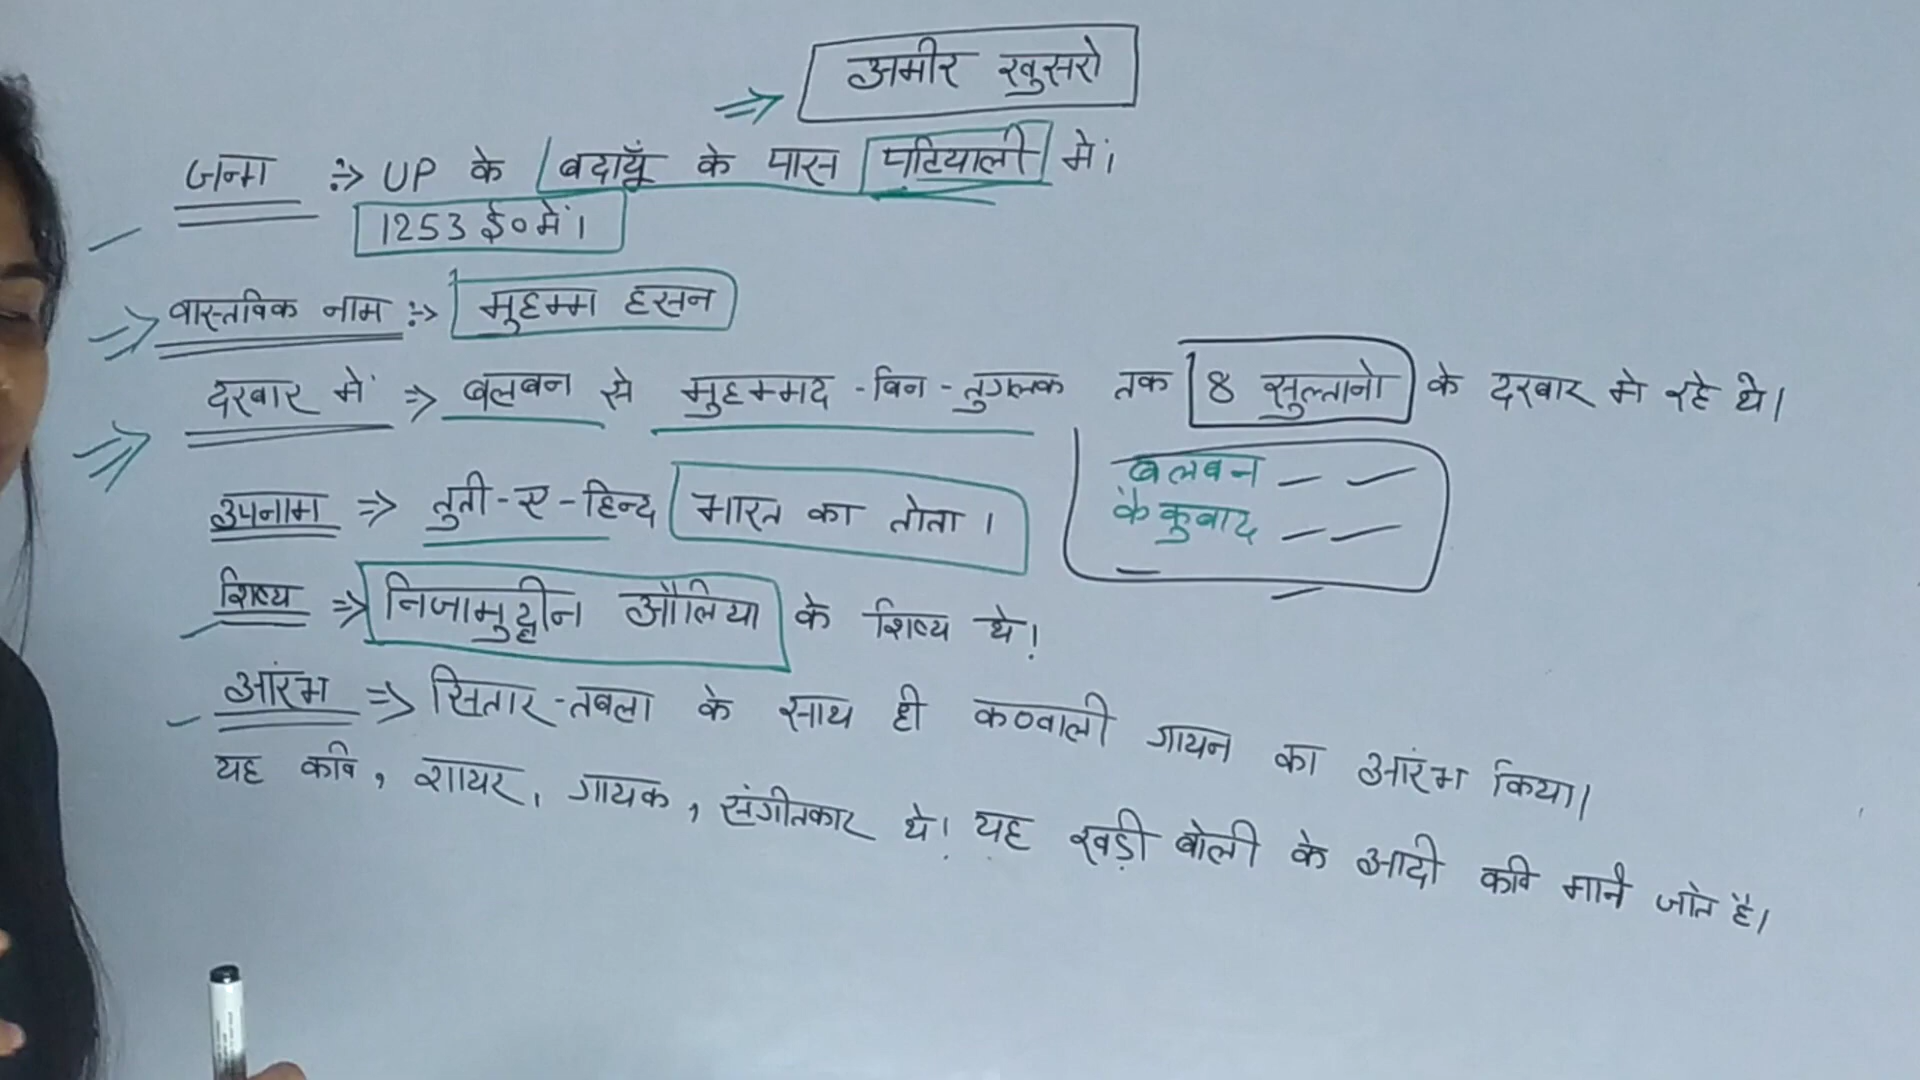 अमीर खुसरो
जन्म :-> UP के बदायूँ के पास पटियाली में।
1253 ई० में।
वास्तविक नाम :-> मुहम्म हसन
दरबार में => बलबन से मुहम्मद-बिन-तुगलक तक 8 सुल्तानो के दरबार मे रहे थे।
बलबन
कैकुबाद
उपनाम => तुती-ए-हिन्द भारत का तोता।
शिष्य => निजामुद्दीन औलिया के शिष्य थे!
आरंभ => सितार-तबला के साथ ही कव्वाली गायन का आरंभ किया।
यह कवि, शायर, गायक, संगीतकार थे! यह खड़ी बोली के आदी कवि माने जाते है।